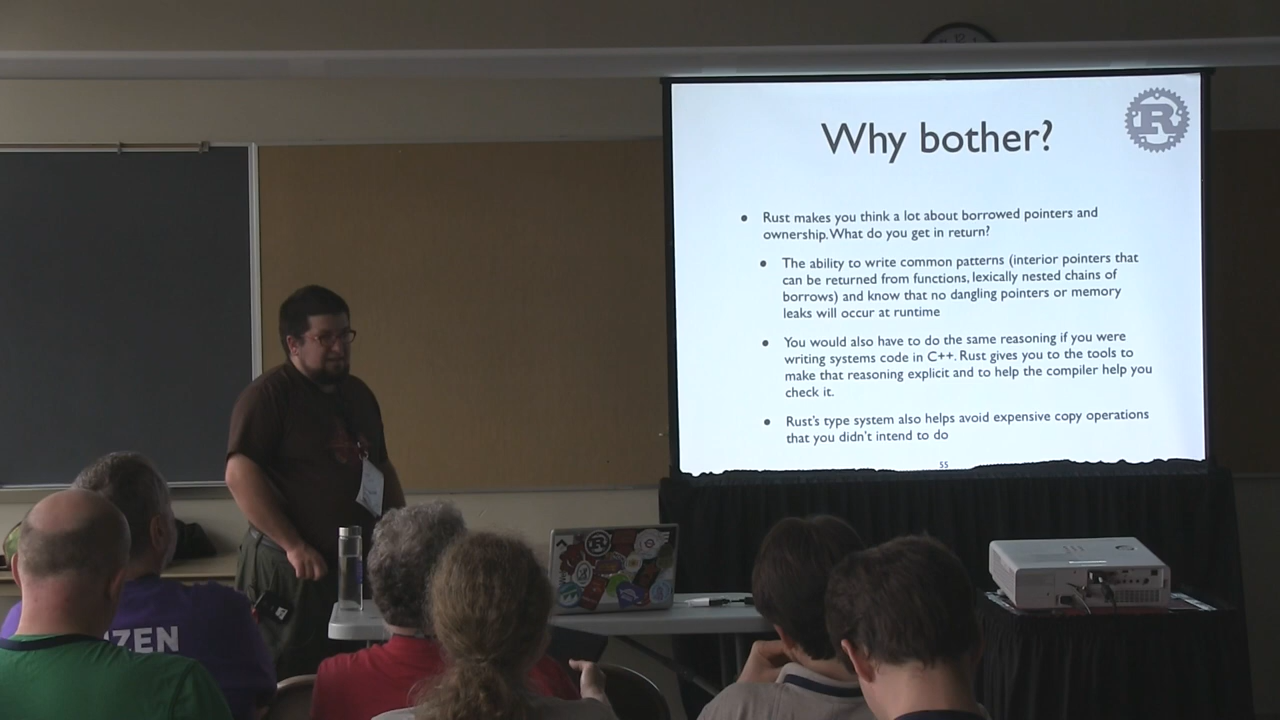 R
Why bother?
• Rust makes you think a lot about borrowed pointers and
ownership. What do you get in return?
• The ability to write common patterns (interior pointers that
can be returned from functions, lexically nested chains of
borrows) and know that no dangling pointers or memory
leaks will occur at runtime
• You would also have to do the same reasoning if you were
writing systems code in C++. Rust gives you to the tools to
make that reasoning explicit and to help the compiler help you
check it.
• Rust's type system also helps avoid expensive copy operations
that you didn't intend to do
55
ZEN
R